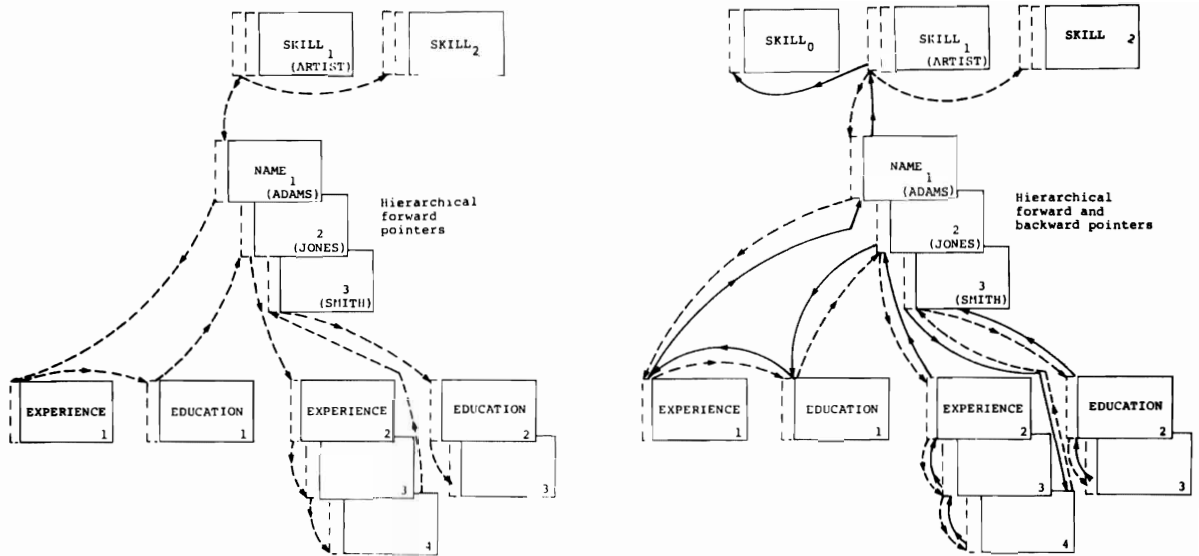 SKILL 1
(ARTIST)
SKILL 2
NAME 1
(ADAMS)
2
(JONES)
3
(SMITH)
Hierarchical
forward
pointers
EXPERIENCE
1
EDUCATION
1
EXPERIENCE
2
3
4
EDUCATION
2
3
SKILL 0
SKILL 1
(ARTIST)
SKILL 2
NAME 1
(ADAMS)
2
(JONES)
3
(SMITH)
Hierarchical
forward and
backward pointers
EXPERIENCE
1
EDUCATION
1
EXPERIENCE
2
3
4
EDUCATION
2
3